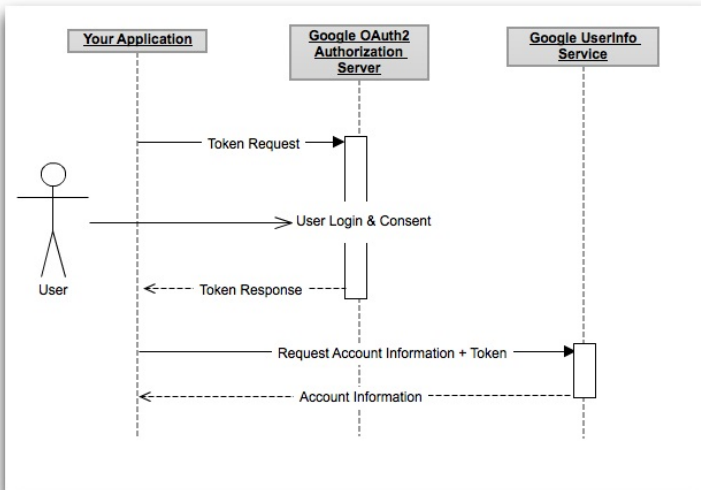 Your Application
Google OAuth2
Authorization
Server
Google UserInfo
Service
Token Request
User Login & Consent
User
Token Response
Request Account Information + Token
Account Information